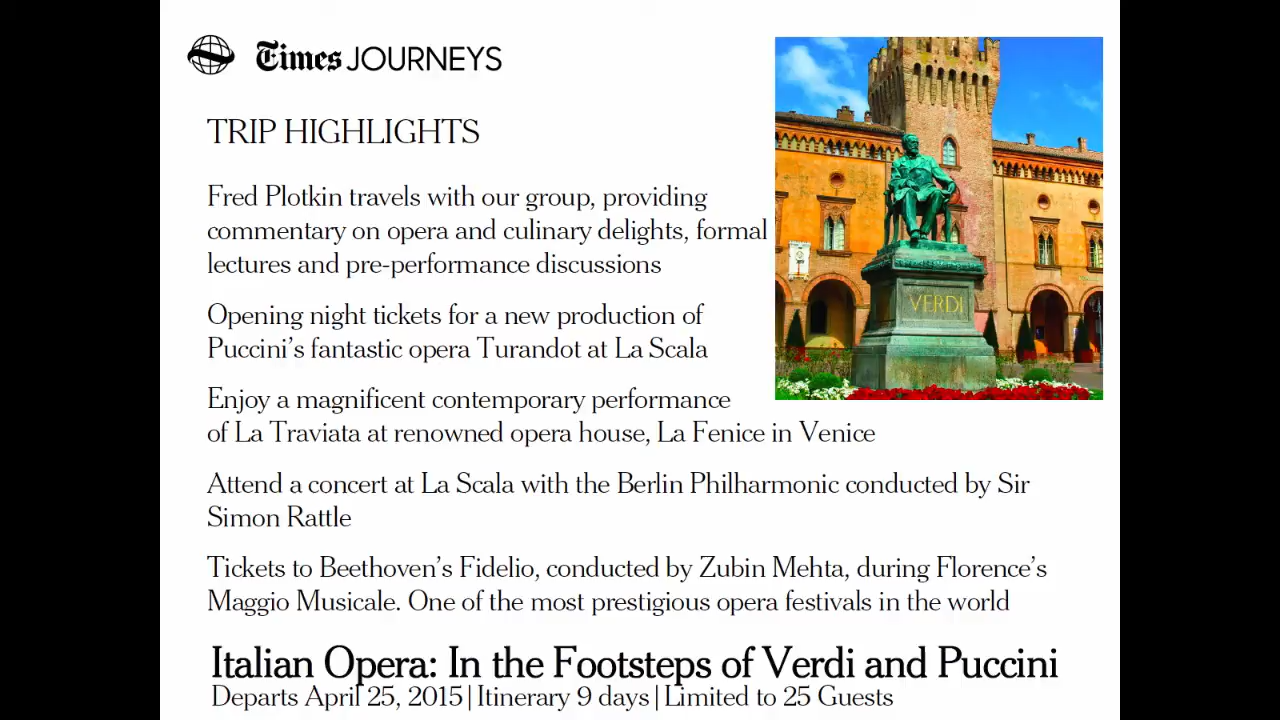 Times JOURNEYS
TRIP HIGHLIGHTS
Fred Plotkin travels with our group, providing
commentary on opera and culinary delights, formal
lectures and pre-performance discussions
Opening night tickets for a new production of
Puccini's fantastic opera Turandot at La Scala
Enjoy a magnificent contemporary performance
of La Traviata at renowned opera house, La Fenice in Venice
Attend a concert at La Scala with the Berlin Philharmonic conducted by Sir
Simon Rattle
Tickets to Beethoven's Fidelio, conducted by Zubin Mehta, during Florence's
Maggio Musicale. One of the most prestigious opera festivals in the world
Italian Opera: In the Footsteps of Verdi and Puccini
Departs April 25, 2015|Itinerary 9 days|Limited to 25 Guests
VERDI